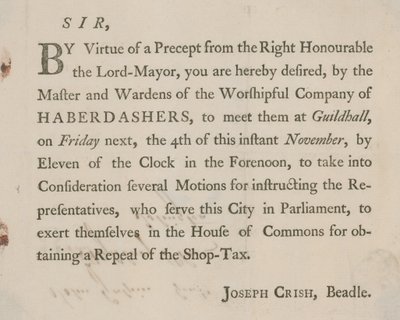 SIR,
BY Virtue of a Precept from the Right Honourable
the Lord-Mayor, you are hereby deſired, by the
Maſter and Wardens of the Worſhipful Company of
HABERDASHERS, to meet them at Guildhall,
on Friday next, the 4th of this inſtant November, by
Eleven of the Clock in the Forenoon, to take into
Conſideration ſeveral Motions for inſtructing the Re-
preſentatives, who ſerve this City in Parliament, to
exert themſelves in the Houſe of Commons for ob-
taining a Repeal of the Shop-Tax.
JOSEPH CRISH, Beadle.